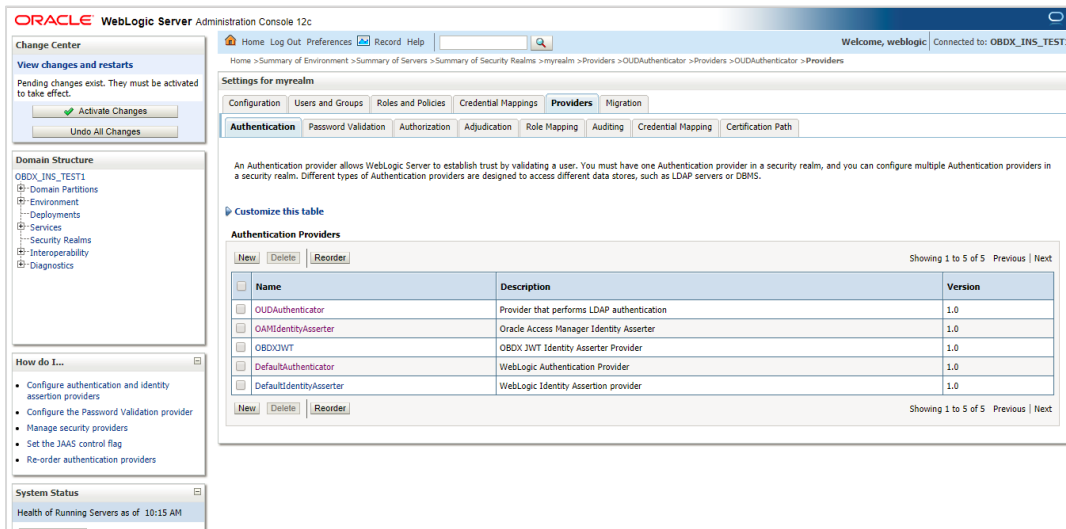 ORACLE WebLogic Server Administration Console 12c
Change Center
View changes and restarts
Pending changes exist. They must be activated
to take effect.
Activate Changes
Undo All Changes
Domain Structure
OBDX_INS_TEST1
Domain Partitions
Environment
Deployments
Services
Security Realms
Interoperability
Diagnostics
How do I...
Configure authentication and identity
assertion providers
Configure the Password Validation provider
Manage security providers
Set the JAAS control flag
Re-order authentication providers
System Status
Health of Running Servers as of 10:15 AM
Home Log Out Preferences Record Help
Welcome, weblogic Connected to: OBDX_INS_TEST
Home >Summary of Environment >Summary of Servers >Summary of Security Realms >myrealm >Providers >OUDAuthenticator >Providers >OUDAuthenticator >Providers
Settings for myrealm
Configuration Users and Groups Roles and Policies Credential Mappings Providers Migration
Authentication Password Validation Authorization Adjudication Role Mapping Auditing Credential Mapping Certification Path
An Authentication provider allows WebLogic Server to establish trust by validating a user. You must have one Authentication provider in a security realm, and you can configure multiple Authentication providers in
a security realm. Different types of Authentication providers are designed to access different data stores, such as LDAP servers or DBMS.
Customize this table
Authentication Providers
New Delete Reorder Showing 1 to 5 of 5 Previous | Next
Name Description Version
OUDAuthenticator Provider that performs LDAP authentication 1.0
OAMIdentityAsserter Oracle Access Manager Identity Asserter 1.0
OBDXJWT OBDX JWT Identity Asserter Provider 1.0
DefaultAuthenticator WebLogic Authentication Provider 1.0
DefaultIdentityAsserter WebLogic Identity Assertion provider 1.0
New Delete Reorder Showing 1 to 5 of 5 Previous | Next